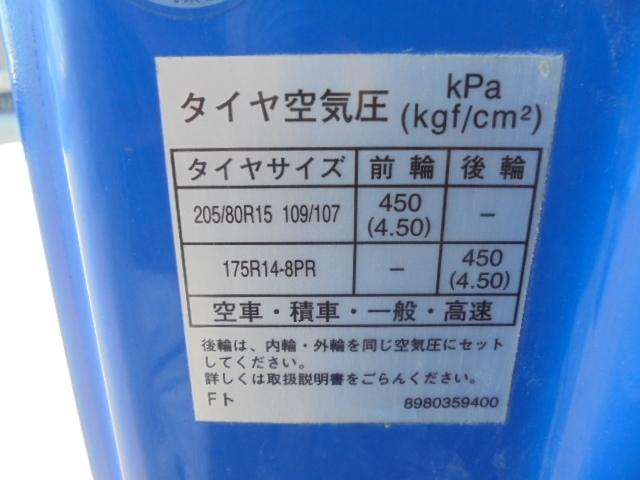 タイヤ空気圧 kPa
(kgf/cm²)
タイヤサイズ 前輪 後輪
205/80R15 109/107 450 (4.50) –
175R14-8PR – 450 (4.50)
空車・積車・一般・高速
後輪は、内輪・外輪を同じ空気圧にセット
してください。
詳しくは取扱説明書をごらんください。
Fト 8980359400